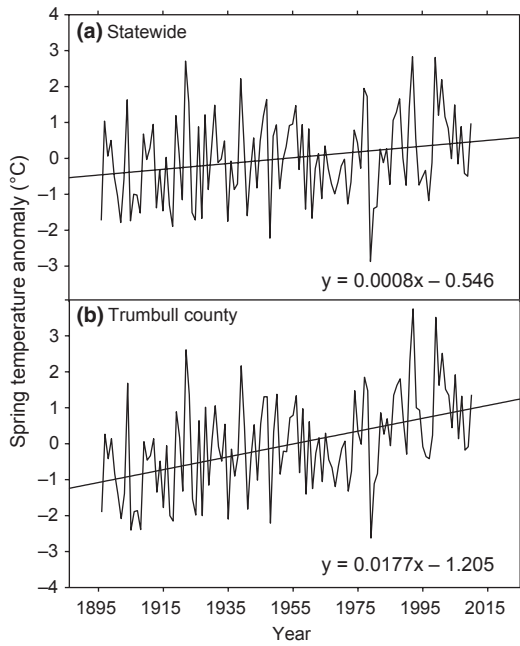 Spring temperature anomaly (°C)
(a) Statewide
4
3
2
1
0
–1
–2
–3
y = 0.0008x – 0.546
(b) Trumbull county
3
2
1
0
–1
–2
–3
–4
y = 0.0177x – 1.205
1895 1915 1935 1955 1975 1995 2015
Year